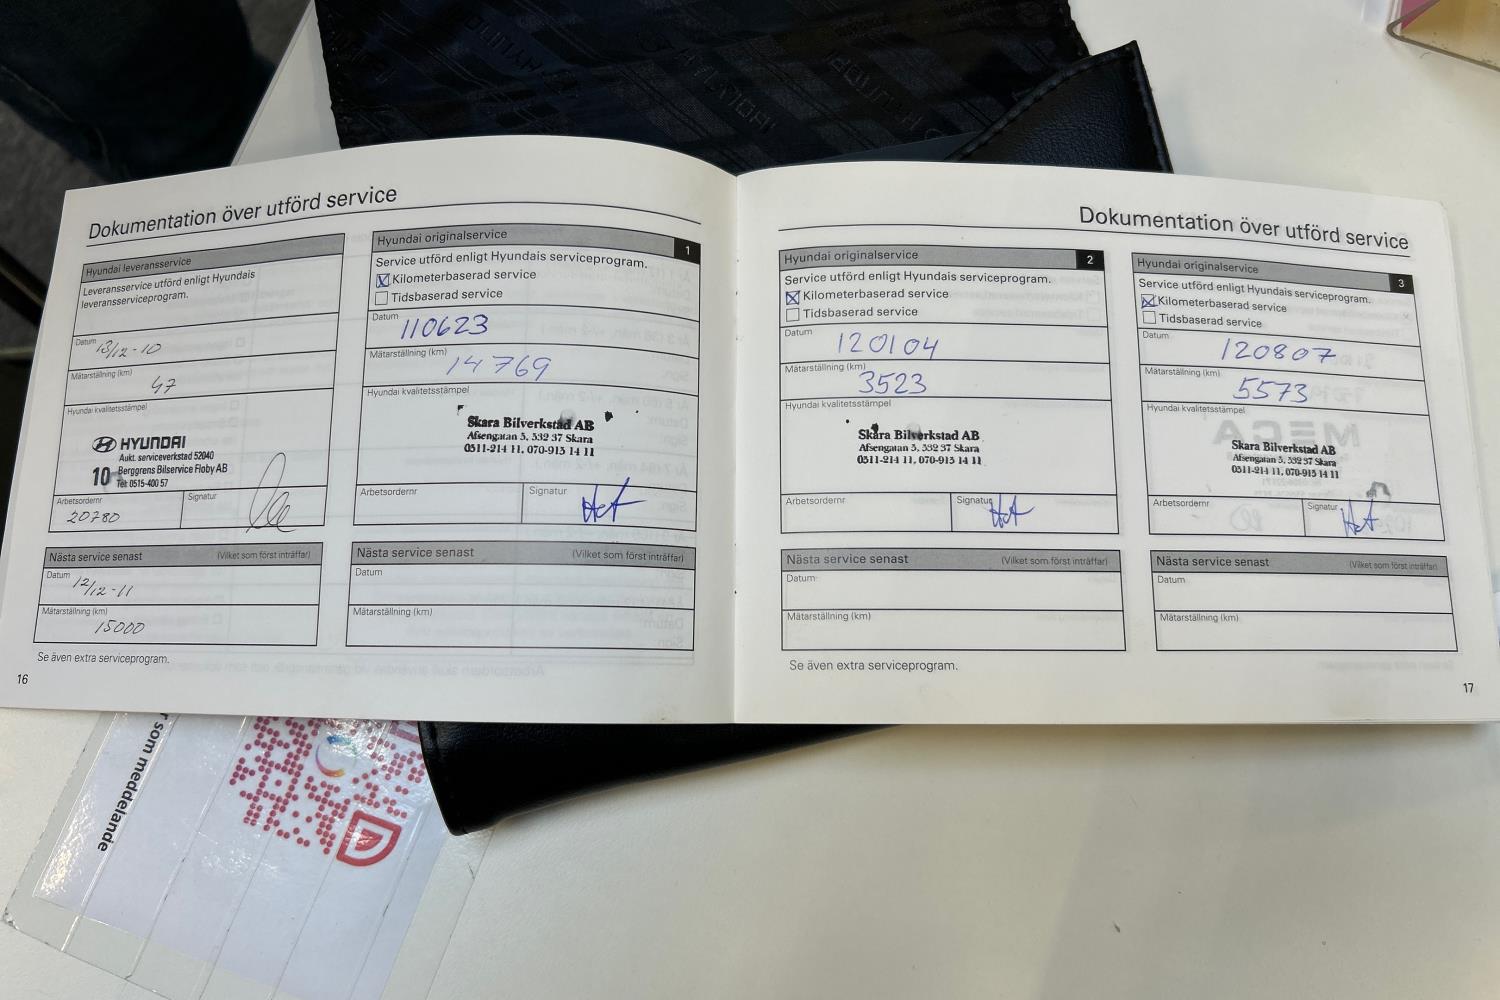 HYUNDAI
Dokumentation över utförd service
Hyundai leveransservice
Leveransservice utförd enligt Hyundais
leveransserviceprogram.
Datum
13/12-10
Mätarställning (km)
47
Hyundai kvalitetsstämpel
HYUNDAI
Aukt. serviceverkstad 52040
10 Berggrens Bilservice Floby AB
Tel: 0515-400 57
Arbetsordernr
20780
Signatur
Nästa service senast (Vilket som först inträffar)
Datum
12/12-11
Mätarställning (km)
15000
Se även extra serviceprogram.
16
Hyundai originalservice 1
Service utförd enligt Hyundais serviceprogram.
Kilometerbaserad service
Tidsbaserad service
Datum
110623
Mätarställning (km)
14769
Hyundai kvalitetsstämpel
Skara Bilverkstad AB
Afsengatan 5, 532 37 Skara
0511-214 11, 070-915 14 11
Arbetsordernr
Signatur
Nästa service senast (Vilket som först inträffar)
Datum
Mätarställning (km)
Dokumentation över utförd service
Hyundai originalservice 2
Service utförd enligt Hyundais serviceprogram.
Kilometerbaserad service
Tidsbaserad service
Datum
120104
Mätarställning (km)
3523
Hyundai kvalitetsstämpel
Skara Bilverkstad AB
Afsengatan 5, 532 37 Skara
0511-214 11, 070-915 14 11
Arbetsordernr
Signatur
Nästa service senast (Vilket som först inträffar)
Datum
Mätarställning (km)
Se även extra serviceprogram.
Hyundai originalservice 3
Service utförd enligt Hyundais serviceprogram.
Kilometerbaserad service
Tidsbaserad service
Datum
120807
Mätarställning (km)
5573
Hyundai kvalitetsstämpel
Skara Bilverkstad AB
Afsengatan 5, 532 37 Skara
0511-214 11, 070-915 14 11
Arbetsordernr
Signatur
Nästa service senast (Vilket som först inträffar)
Datum
Mätarställning (km)
17
som meddelande